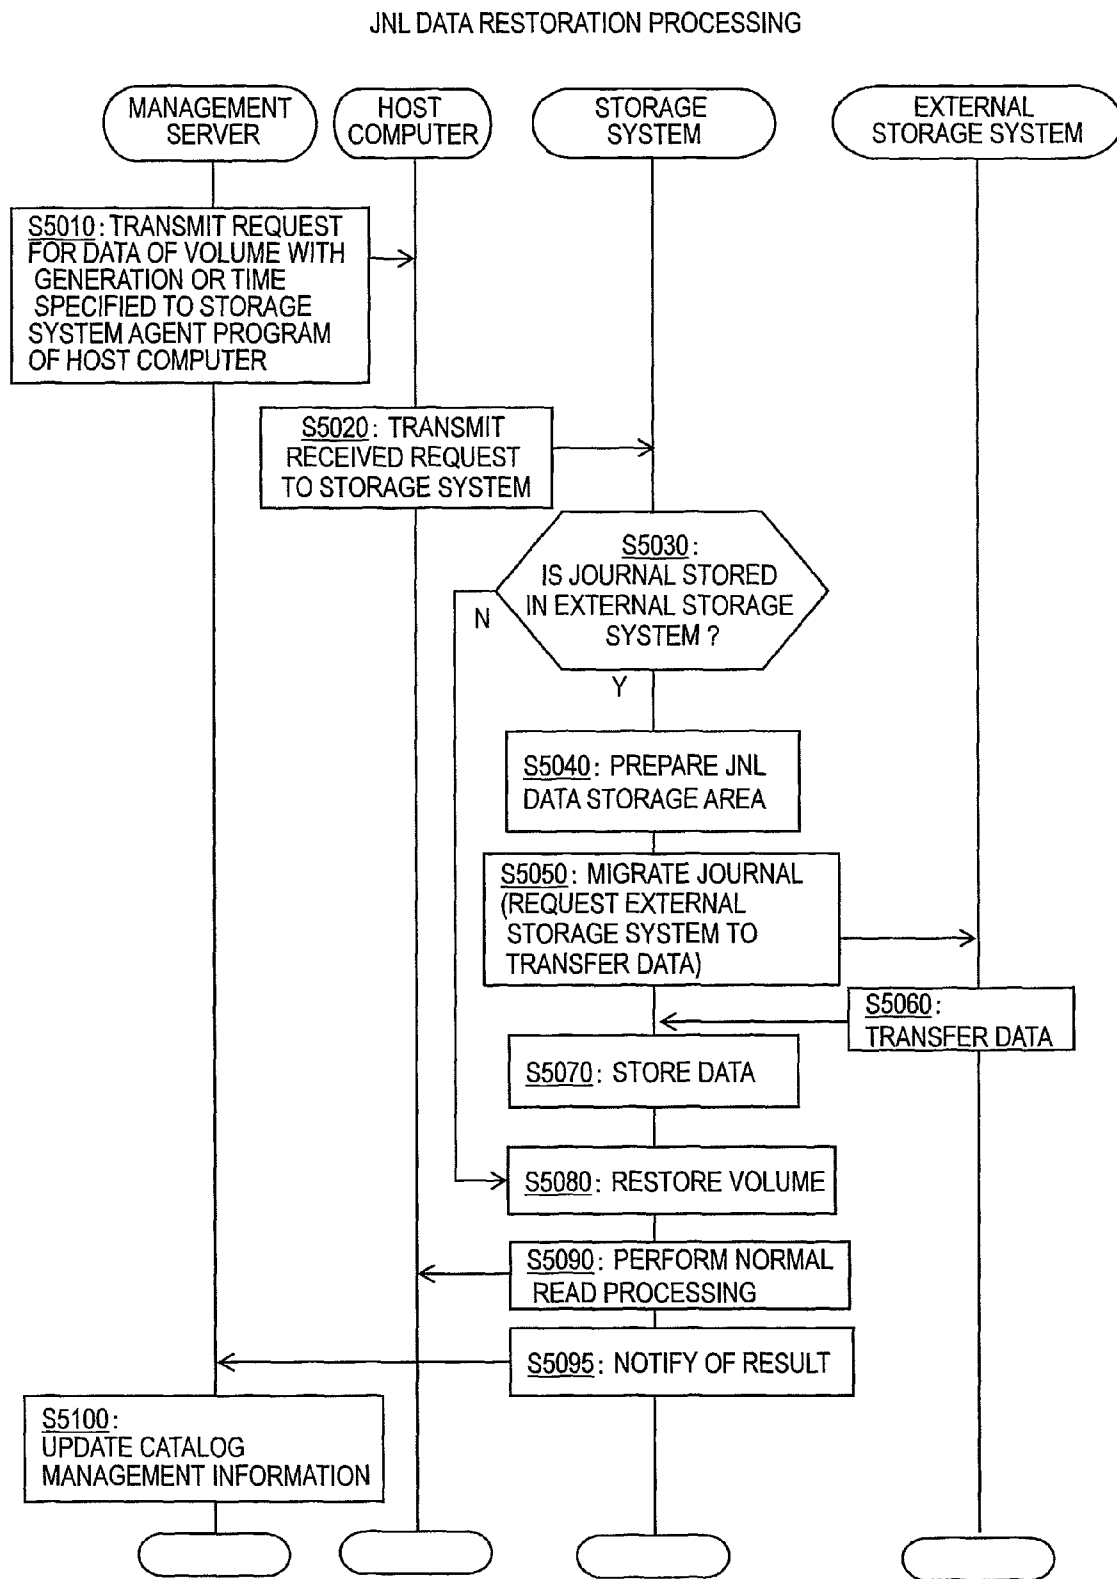 JNL DATA RESTORATION PROCESSING
MANAGEMENT
SERVER
HOST
COMPUTER
STORAGE
SYSTEM
EXTERNAL
STORAGE SYSTEM
S5010: TRANSMIT REQUEST
FOR DATA OF VOLUME WITH
GENERATION OR TIME
SPECIFIED TO STORAGE
SYSTEM AGENT PROGRAM
OF HOST COMPUTER
S5020: TRANSMIT
RECEIVED REQUEST
TO STORAGE SYSTEM
S5030:
IS JOURNAL STORED
IN EXTERNAL STORAGE
SYSTEM ?
N
Y
S5040: PREPARE JNL
DATA STORAGE AREA
S5050: MIGRATE JOURNAL
(REQUEST EXTERNAL
STORAGE SYSTEM TO
TRANSFER DATA)
S5060:
TRANSFER DATA
S5070: STORE DATA
S5080: RESTORE VOLUME
S5090: PERFORM NORMAL
READ PROCESSING
S5095: NOTIFY OF RESULT
S5100:
UPDATE CATALOG
MANAGEMENT INFORMATION